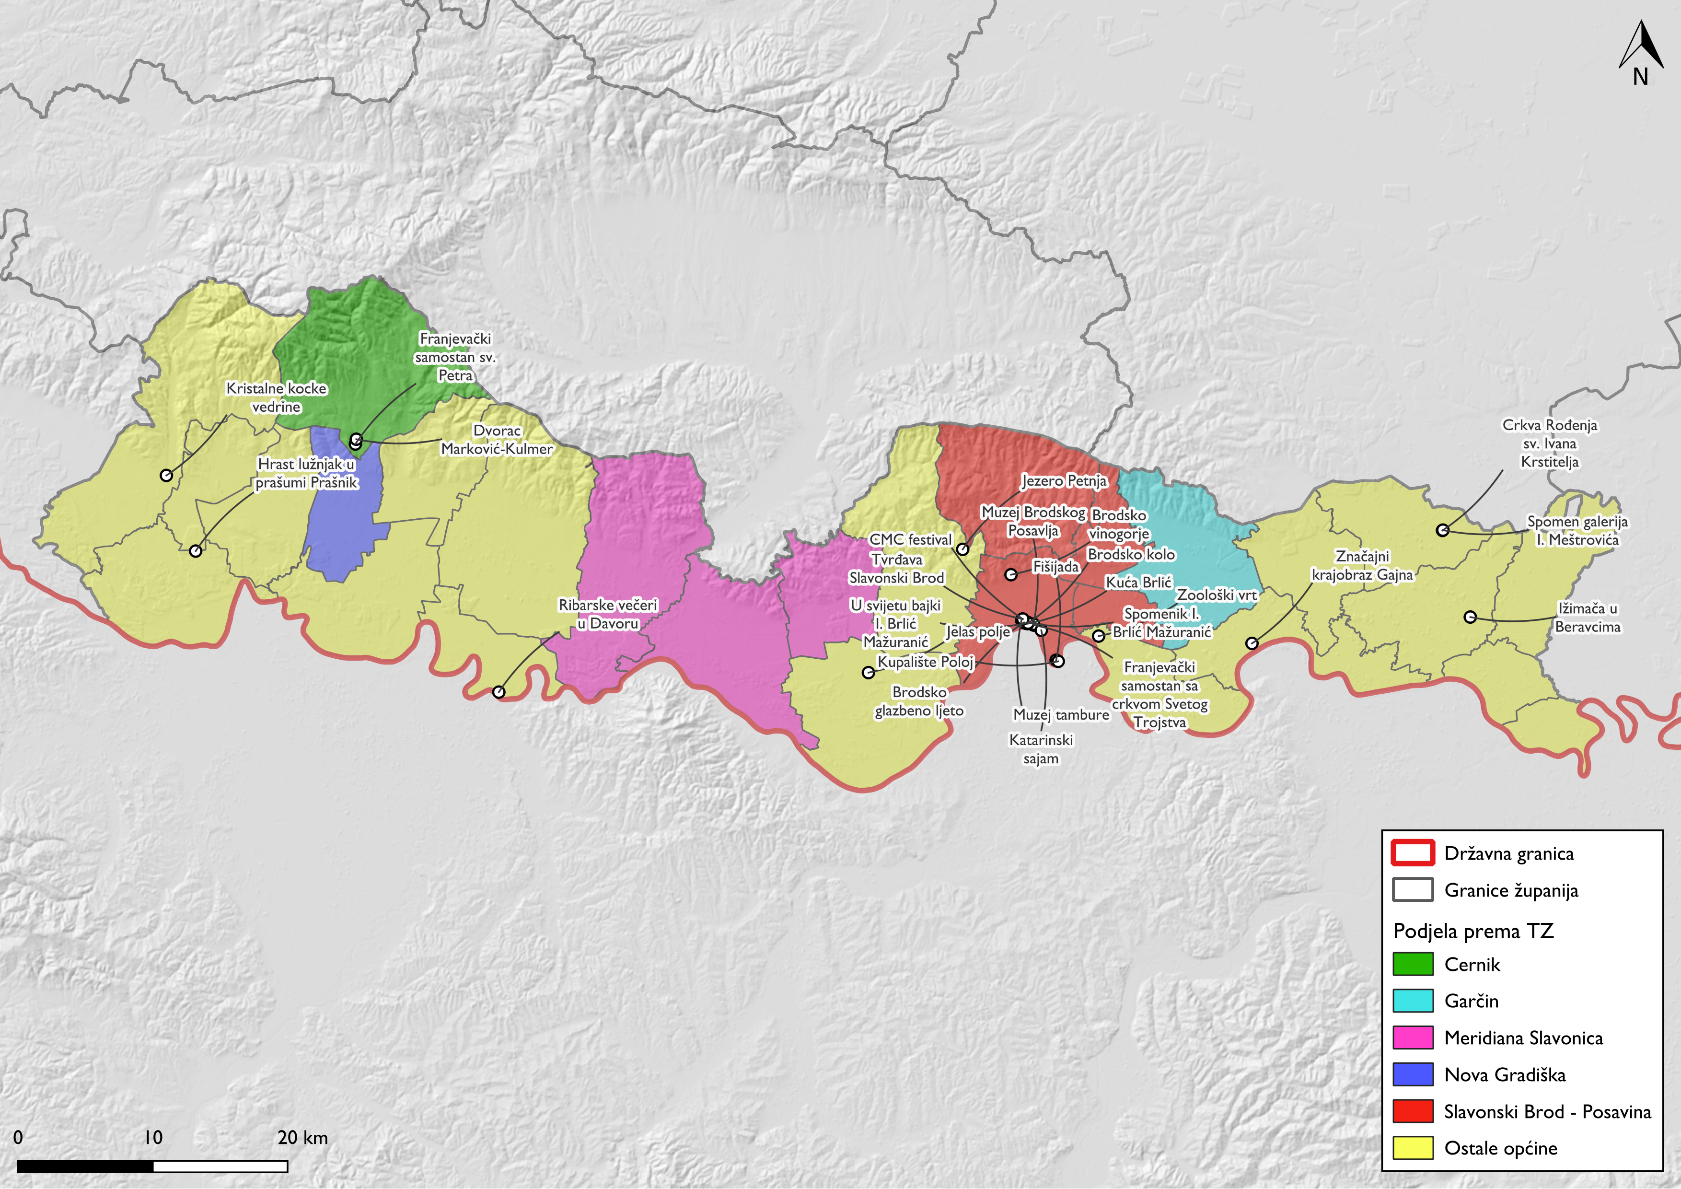 N
Franjevački
samostan sv.
Petra
Kristalne kocke
vedrine
Dvorac
Marković-Kulmer
Hrast lužnjak u
prašumi Prašnik
Ribarske večeri
u Davoru
Jezero Petnja
Muzej Brodskog
Posavlja
Brodsko
vinogorje
CMC festival
Brodsko kolo
Tvrđava
Slavonski Brod
Fišijada
Kuća Brlić
Zoološki vrt
U svijetu bajki
I. Brlić
Mažuranić
Spomenik I.
Brlić Mažuranić
Jelas polje
Kupalište Poloj
Brodsko
glazbeno ljeto
Franjevački
samostan sa
crkvom Svetog
Trojstva
Muzej tambure
Katarinski
sajam
Značajni
krajobraz Gajna
Crkva Rođenja
sv. Ivana
Krstitelja
Spomen galerija
I. Meštrovića
Ižimača u
Beravcima
Državna granica
Granice županija
Podjela prema TZ
Cernik
Garčin
Meridiana Slavonica
Nova Gradiška
Slavonski Brod - Posavina
Ostale općine
0 10 20 km